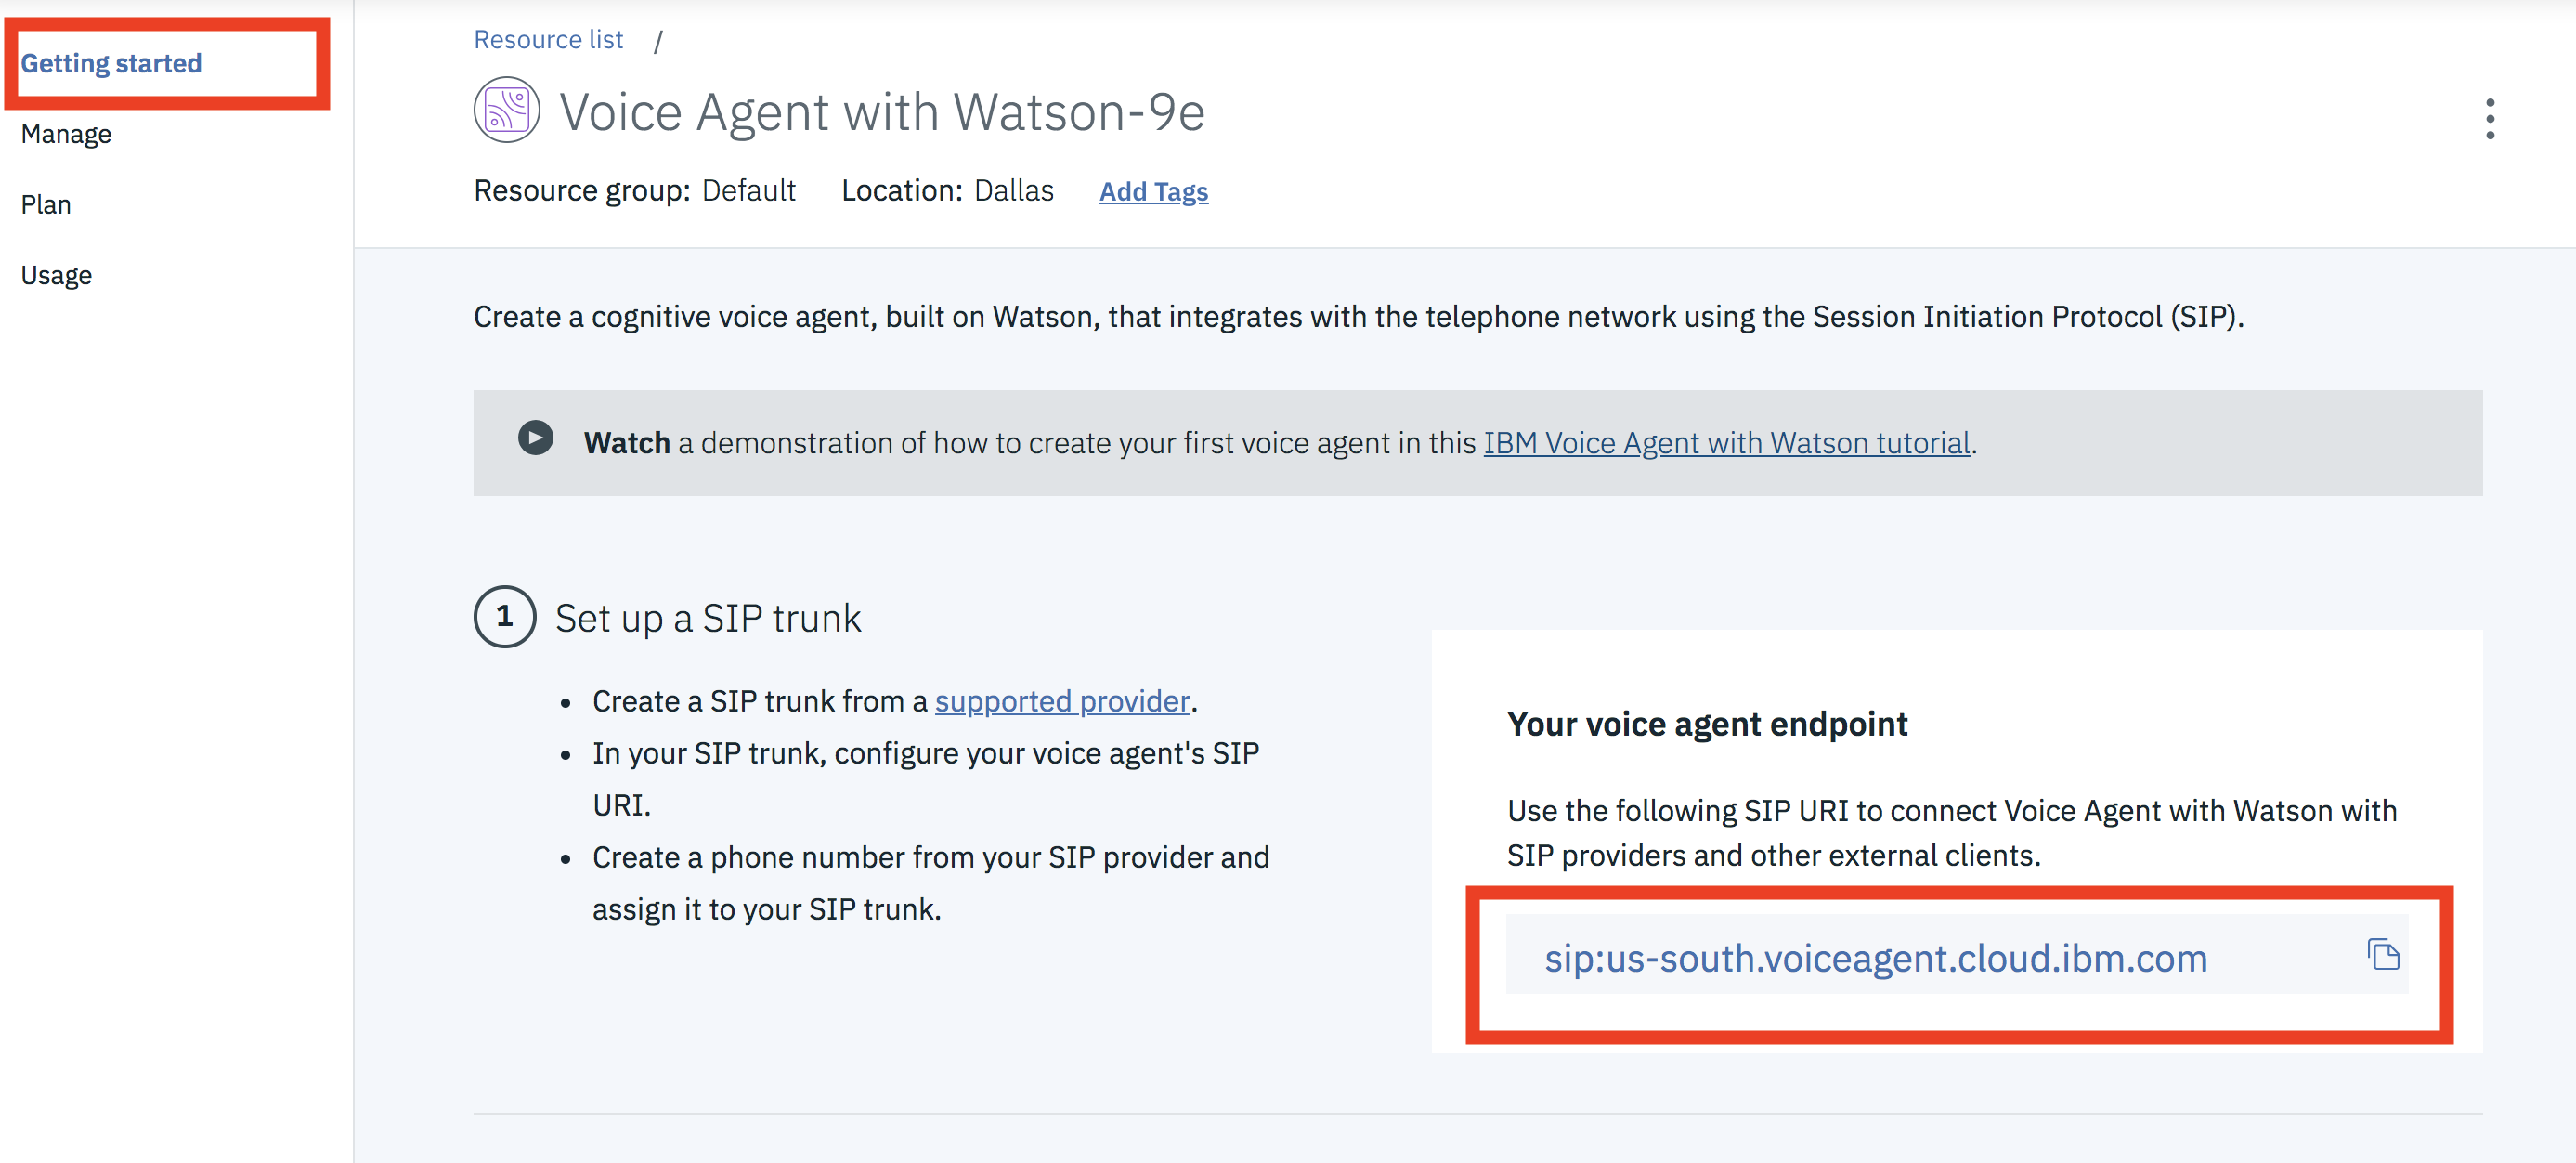 Getting started
Manage
Plan
Usage
Resource list /
Voice Agent with Watson-9e
Resource group: Default Location: Dallas Add Tags
Create a cognitive voice agent, built on Watson, that integrates with the telephone network using the Session Initiation Protocol (SIP).
Watch a demonstration of how to create your first voice agent in this IBM Voice Agent with Watson tutorial.
1 Set up a SIP trunk
• Create a SIP trunk from a supported provider.
• In your SIP trunk, configure your voice agent's SIP
URI.
• Create a phone number from your SIP provider and
assign it to your SIP trunk.
Your voice agent endpoint
Use the following SIP URI to connect Voice Agent with Watson with
SIP providers and other external clients.
sip:us-south.voiceagent.cloud.ibm.com